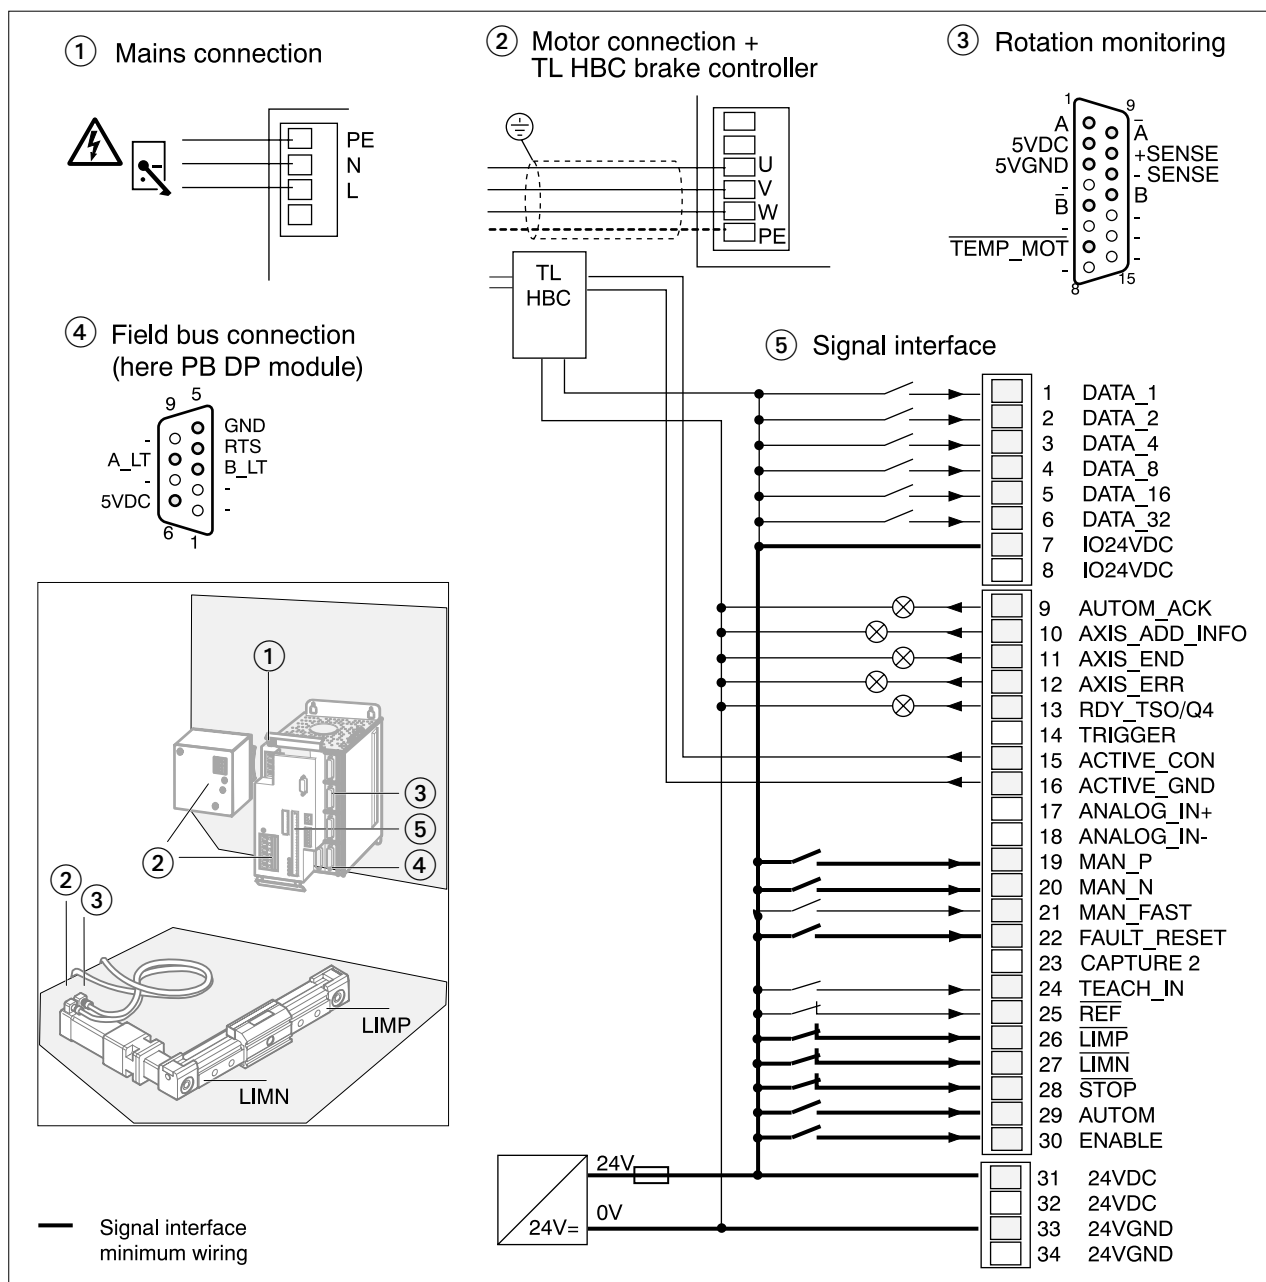 1 Mains connection
PE
N
L
2 Motor connection +
TL HBC brake controller
U
V
W
PE
TL
HBC
3 Rotation monitoring
1
9
A
A̅
5VDC
+SENSE
5VGND
- SENSE
-
B
B̅
-
-
-
T̅E̅M̅P̅_̅M̅O̅T̅
-
-
8
15
4 Field bus connection
(here PB DP module)
9 5
GND
-
RTS
A_LT
B_LT
-
-
5VDC
-
6
1
5 Signal interface
1 DATA_1
2 DATA_2
3 DATA_4
4 DATA_8
5 DATA_16
6 DATA_32
7 IO24VDC
8 IO24VDC
9 AUTOM_ACK
10 AXIS_ADD_INFO
11 AXIS_END
12 AXIS_ERR
13 RDY_TSO/Q4
14 TRIGGER
15 ACTIVE_CON
16 ACTIVE_GND
17 ANALOG_IN+
18 ANALOG_IN-
19 MAN_P
20 MAN_N
21 MAN_FAST
22 FAULT_RESET
23 CAPTURE 2
24 TEACH_IN
25 R̅E̅F̅
26 L̅I̅M̅P̅
27 L̅I̅M̅N̅
28 S̅T̅O̅P̅
29 AUTOM
30 ENABLE
31 24VDC
32 24VDC
33 24VGND
34 24VGND
24V
0V
24V=
1
3
5
2
4
2
3
LIMP
LIMN
Signal interface
minimum wiring